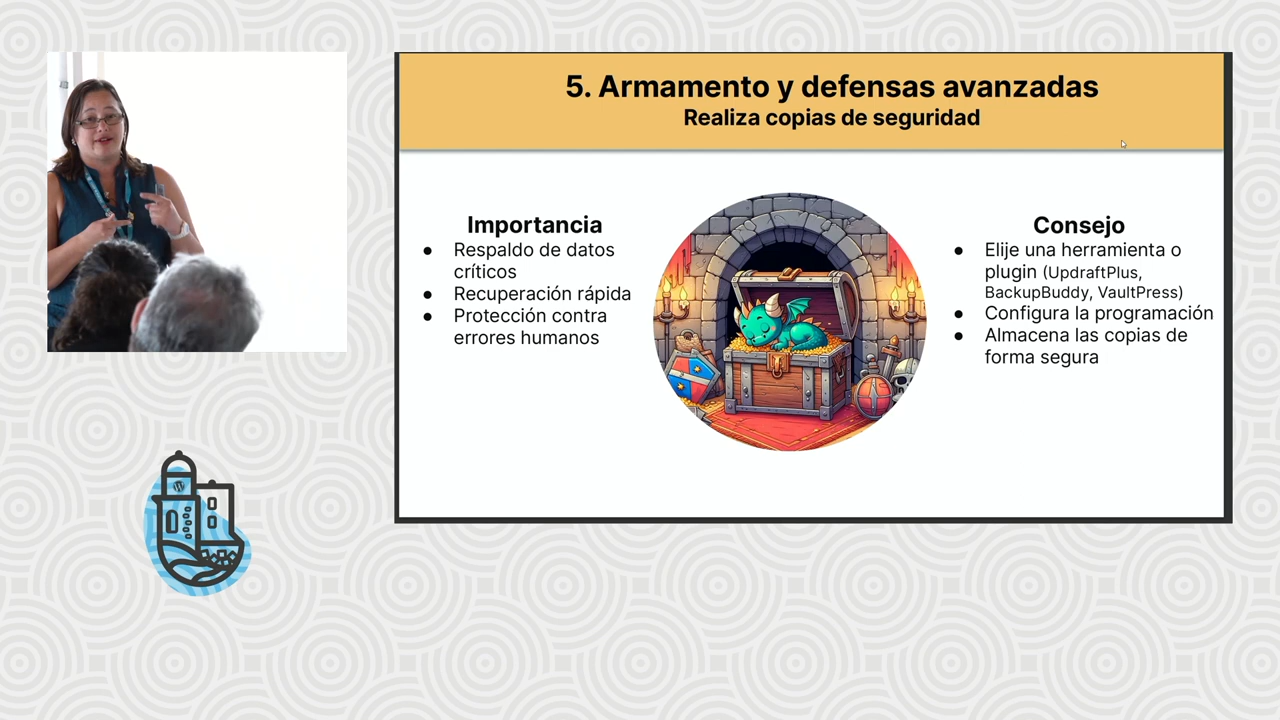 5. Armamento y defensas avanzadas
Realiza copias de seguridad
Importancia
● Respaldo de datos
críticos
● Recuperación rápida
● Protección contra
errores humanos
Consejo
● Elije una herramienta o
plugin (UpdraftPlus,
BackupBuddy, VaultPress)
● Configura la programación
● Almacena las copias de
forma segura